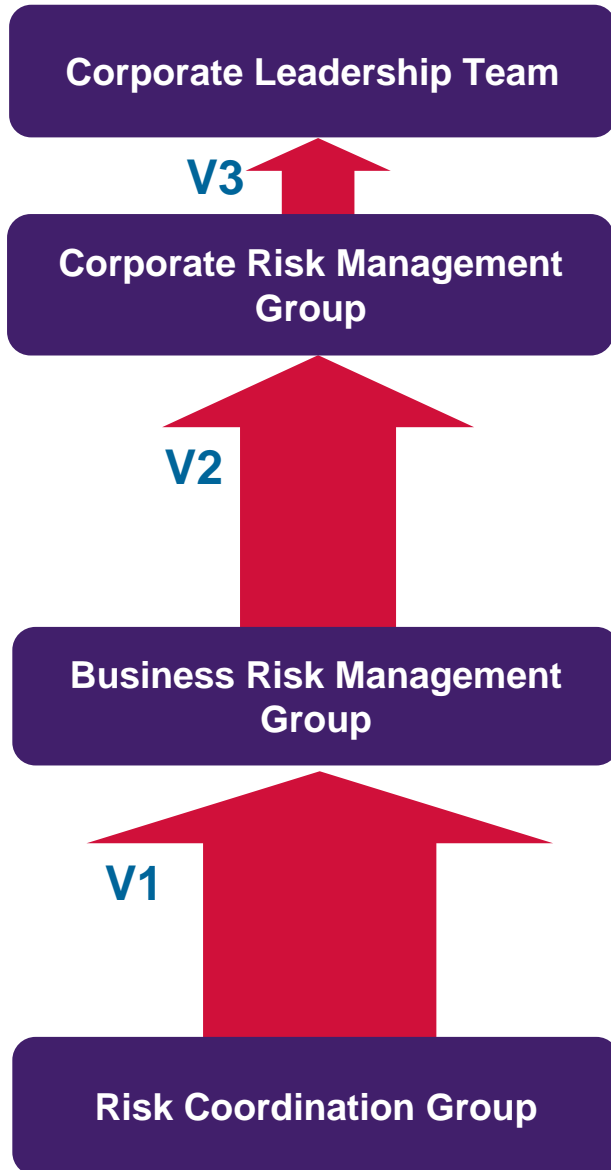 Corporate Leadership Team
V3
Corporate Risk Management
Group
V2
Business Risk Management
Group
V1
Risk Coordination Group